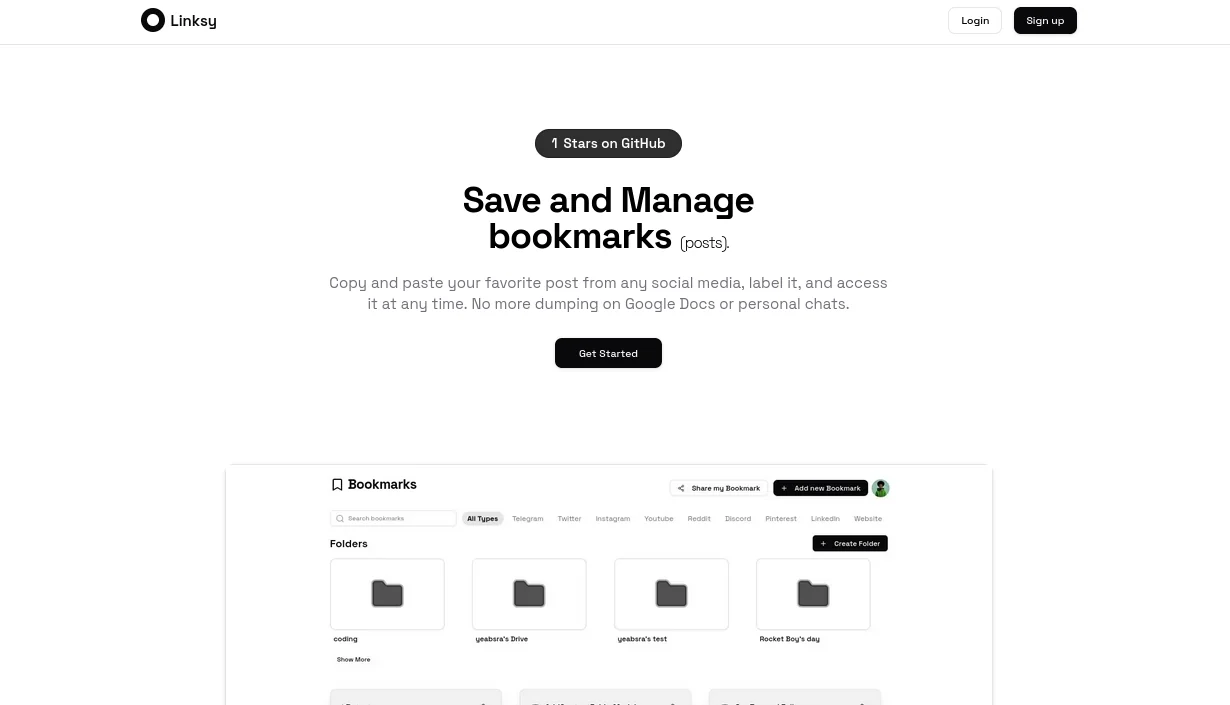 Linksy
Login
Sign up
1 Stars on GitHub
Save and Manage
bookmarks (posts).
Copy and paste your favorite post from any social media, label it, and access
it at any time. No more dumping on Google Docs or personal chats.
Get Started
Bookmarks
Share my Bookmark
+ Add new Bookmark
Search bookmarks
All Types Telegram Twitter Instagram Youtube Reddit Discord Pinterest LinkedIn Website
Folders
+ Create Folder
coding
yeabsra's Drive
yeabsra's test
Rocket Boy's day
Show More